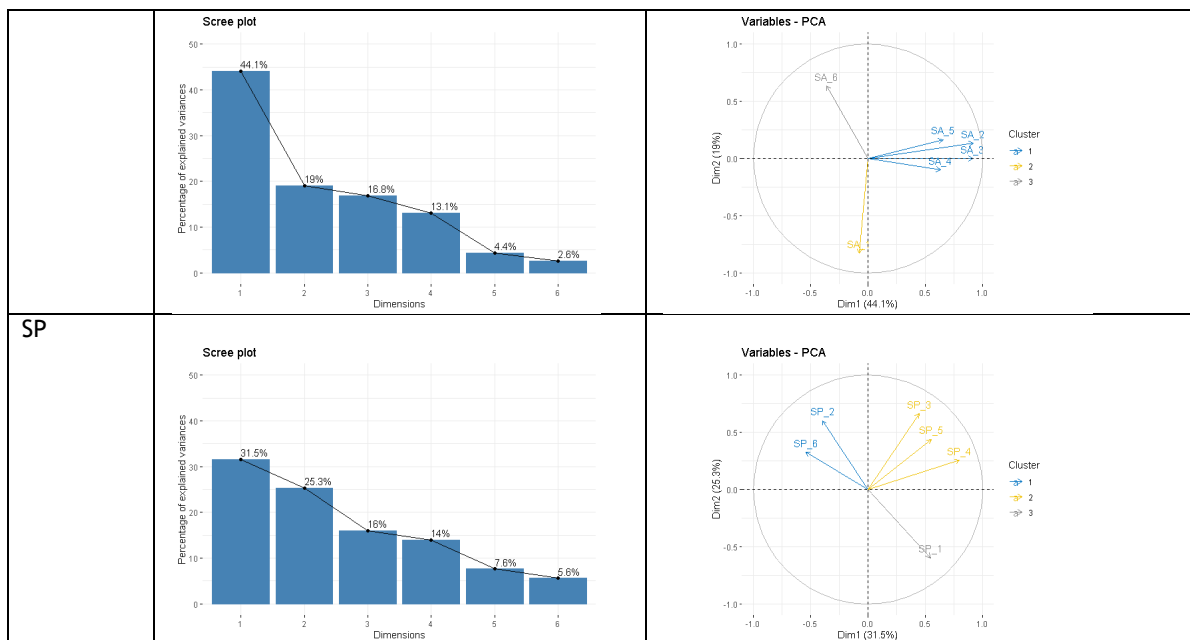 Scree plot
50
40
30
20
10
0
Percentage of explained variances
44.1%
19%
16.8%
13.1%
4.4%
2.6%
1 2 3 4 5 6
Dimensions
Variables - PCA
1.0
0.5
0.0
-0.5
-1.0
Dim2 (19%)
SA_6
SA_5
SA_2
SA_3
SA_4
SA_
-1.0 -0.5 0.0 0.5 1.0
Dim1 (44.1%)
Cluster
1
2
3
SP
Scree plot
50
40
30
20
10
0
Percentage of explained variances
31.5%
25.3%
16%
14%
7.6%
5.6%
1 2 3 4 5 6
Dimensions
Variables - PCA
1.0
0.5
0.0
-0.5
-1.0
Dim2 (25.3%)
SP_2
SP_3
SP_5
SP_6
SP_4
SP_1
-1.0 -0.5 0.0 0.5 1.0
Dim1 (31.5%)
Cluster
1
2
3